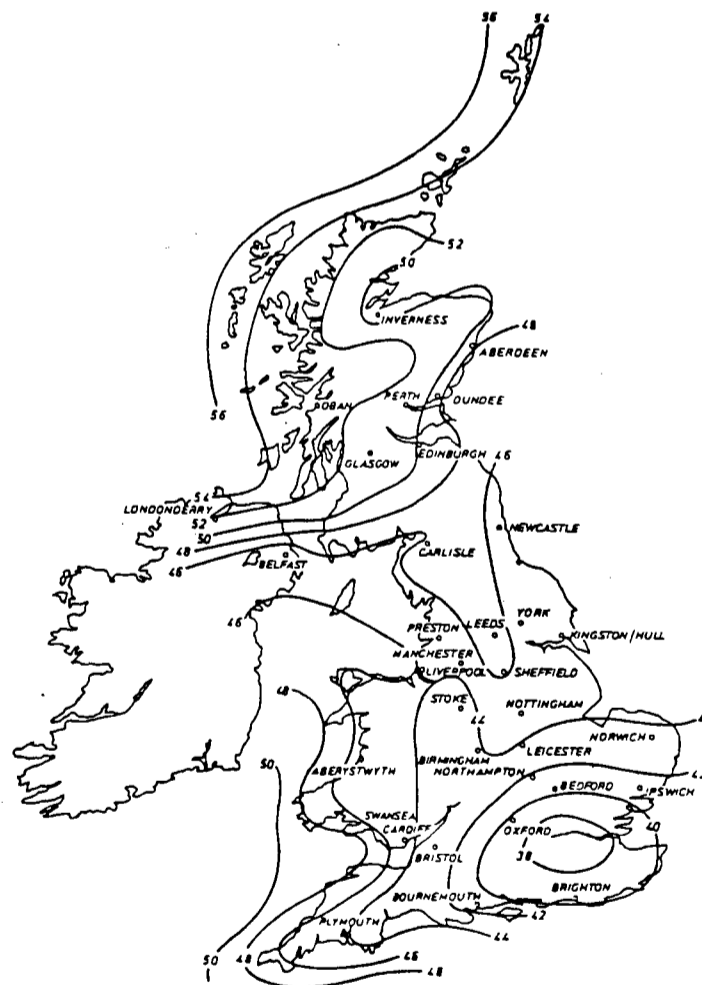 56 54
52
50
INVERNESS
48
ABERDEEN
56
OBAN
PERTH
DUNDEE
GLASGOW
EDINBURGH
46
54
LONDONDERRY
52
50
48
46
BELFAST
CARLISLE
NEWCASTLE
46
YORK
PRESTON
LEEDS
KINGSTON/HULL
MANCHESTER
LIVERPOOL
SHEFFIELD
48
STOKE
44
NOTTINGHAM
NORWICH
50
ABERYSTWYTH
BIRMINGHAM
LEICESTER
NORTHAMPTON
BEDFORD
IPSWICH
SWANSEA
CARDIFF
OXFORD
40
BRISTOL
38
BRIGHTON
BOURNEMOUTH
42
PLYMOUTH
44
50
48
46
48